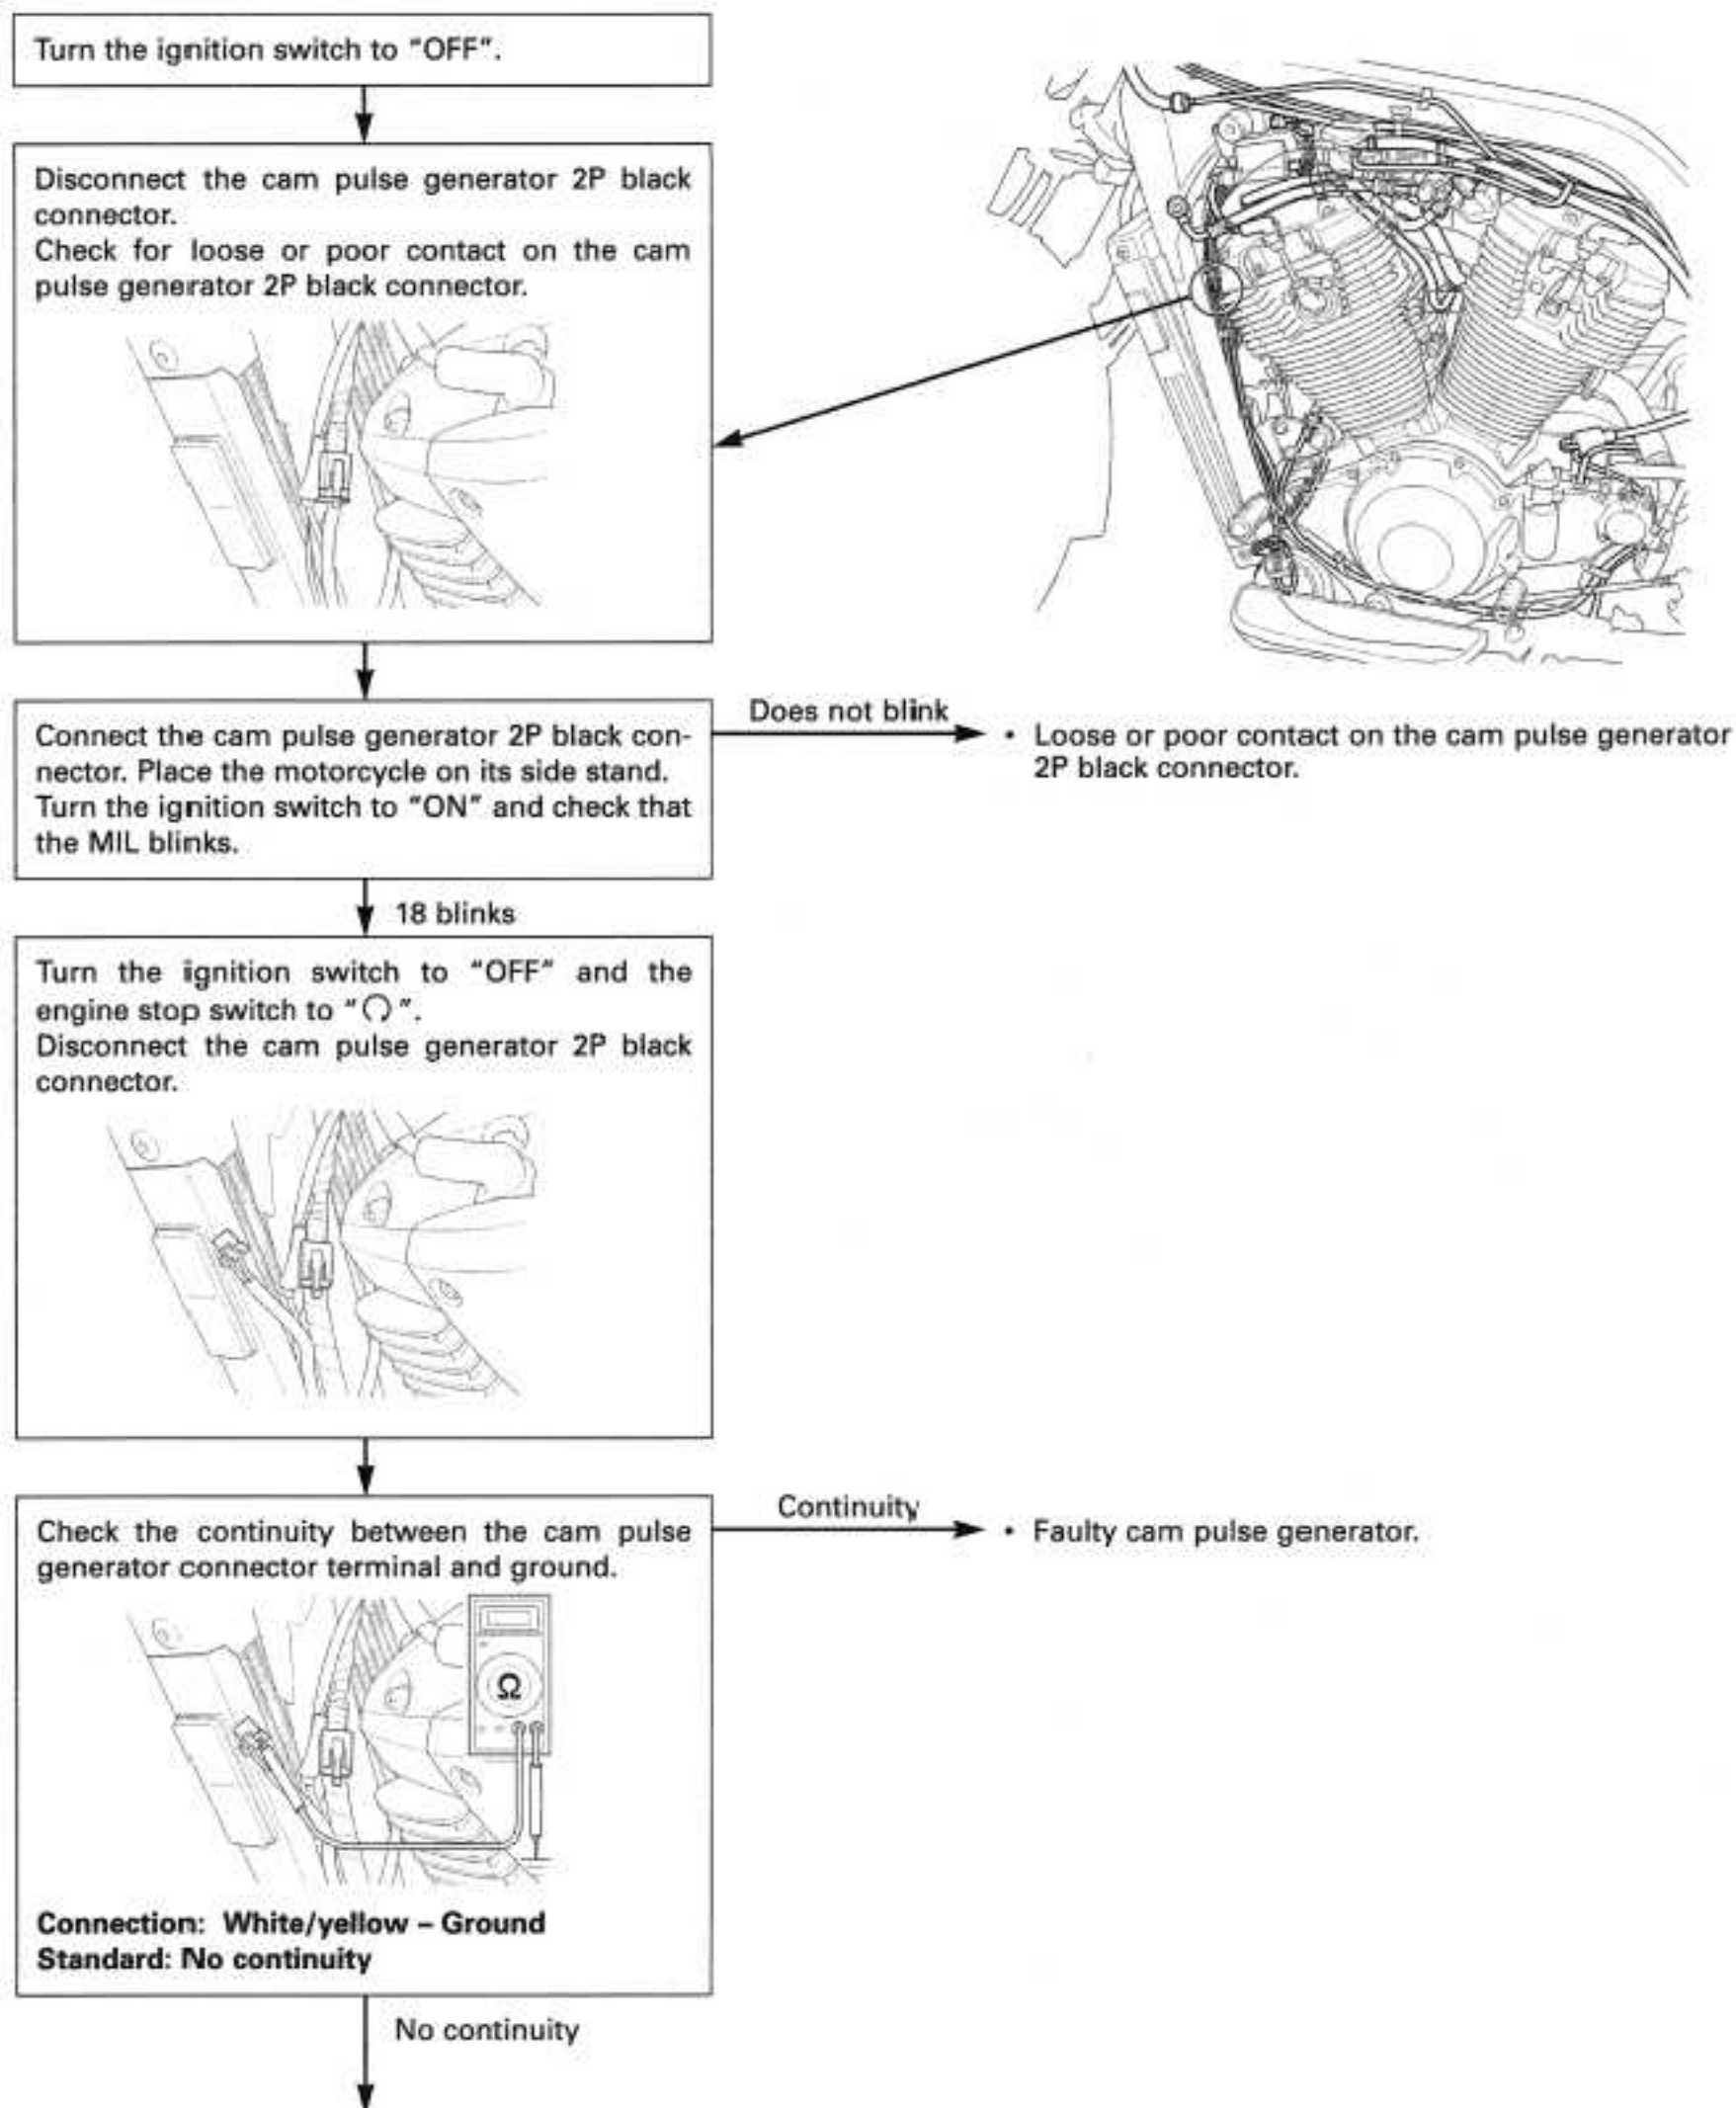 Turn the ignition switch to "OFF".
Disconnect the cam pulse generator 2P black
connector.
Check for loose or poor contact on the cam
pulse generator 2P black connector.
Connect the cam pulse generator 2P black con-
nector. Place the motorcycle on its side stand.
Turn the ignition switch to "ON" and check that
the MIL blinks.
Does not blink
• Loose or poor contact on the cam pulse generator
2P black connector.
18 blinks
Turn the ignition switch to "OFF" and the
engine stop switch to " ".
Disconnect the cam pulse generator 2P black
connector.
Check the continuity between the cam pulse
generator connector terminal and ground.
Continuity
• Faulty cam pulse generator.
Ω
Connection: White/yellow – Ground
Standard: No continuity
No continuity